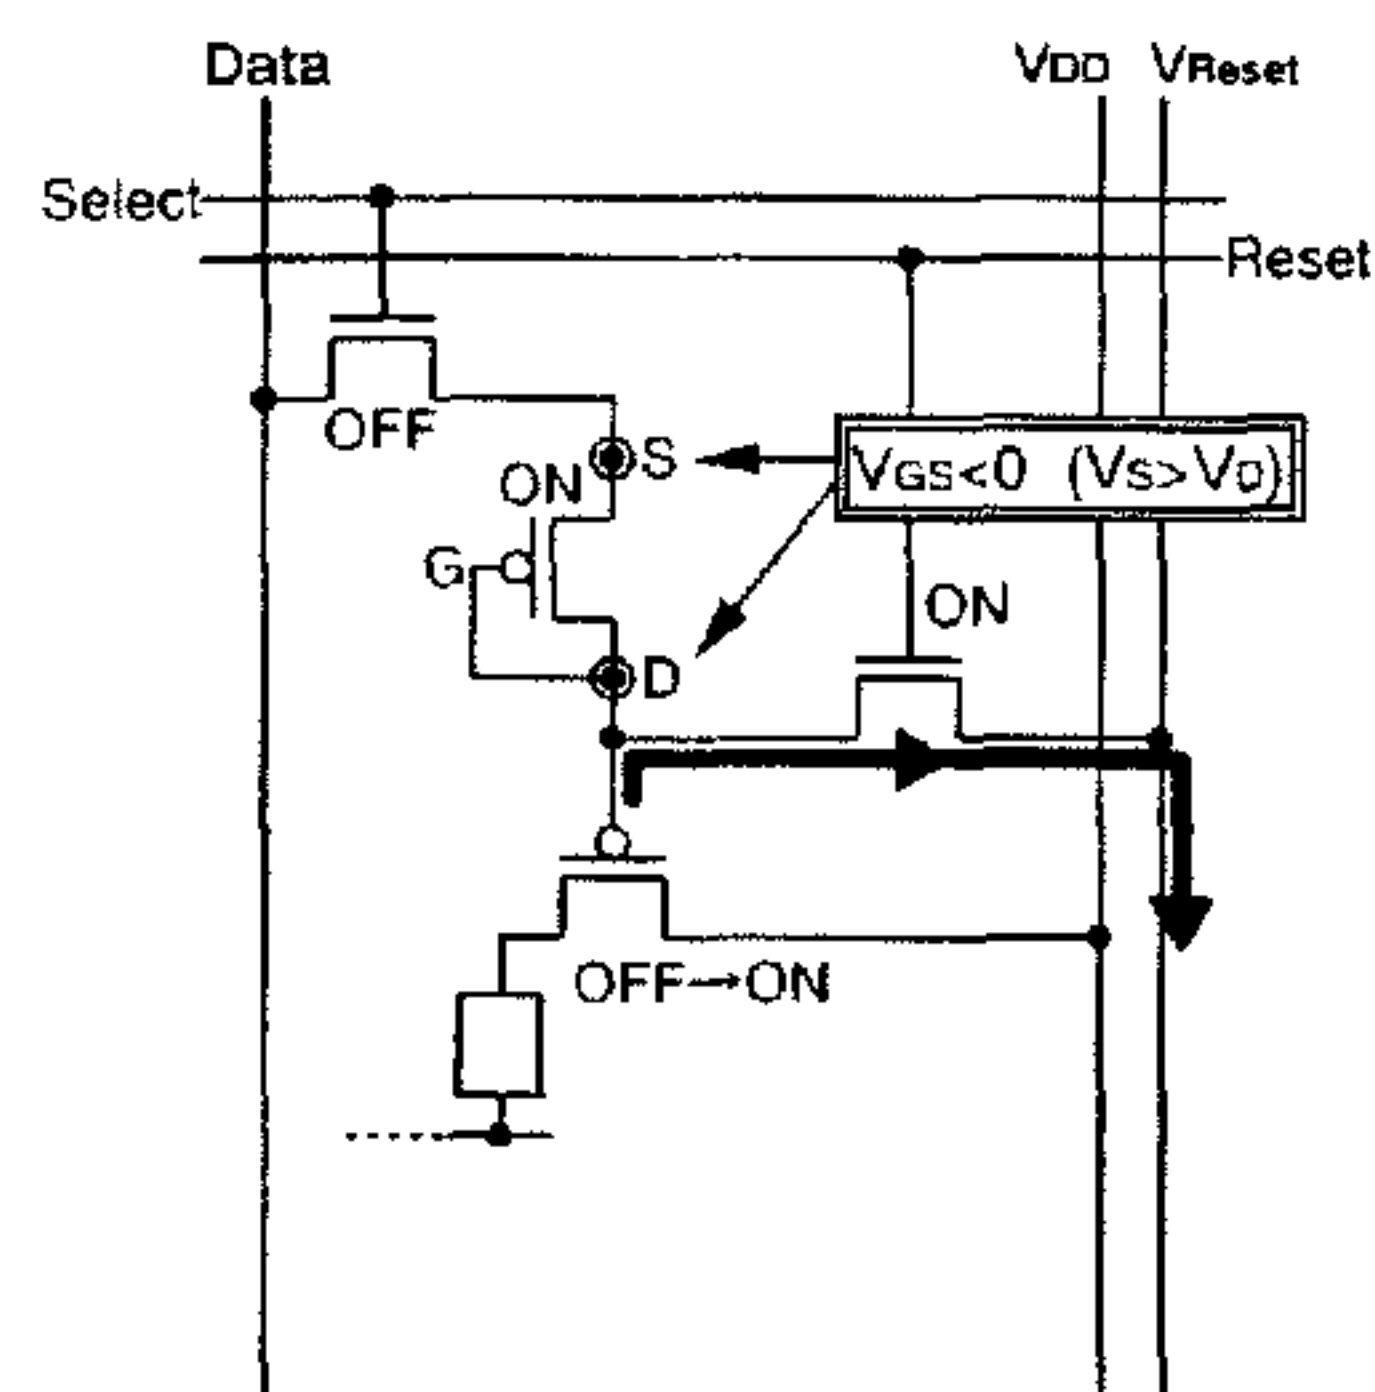 Data
VDD VReset
Select
Reset
OFF
S
ON
VGS<0 (VS>VD)
G
ON
D
OFF→ON